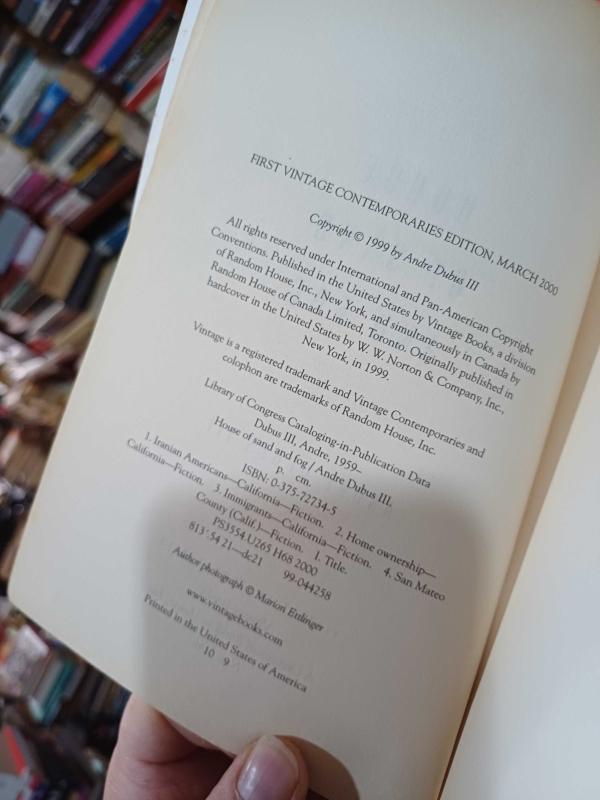 FIRST VINTAGE CONTEMPORARIES EDITION, MARCH 2000
Copyright © 1999 by Andre Dubus III
All rights reserved under International and Pan-American Copyright
Conventions. Published in the United States by Vintage Books, a division
of Random House, Inc., New York, and simultaneously in Canada by
Random House of Canada Limited, Toronto. Originally published in
hardcover in the United States by W. W. Norton & Company, Inc.,
New York, in 1999.
Vintage is a registered trademark and Vintage Contemporaries and
colophon are trademarks of Random House, Inc.
Library of Congress Cataloging-in-Publication Data
Dubus III, Andre, 1959–
House of sand and fog / Andre Dubus III.
p. cm.
ISBN: 0-375-72734-5
1. Iranian Americans—California—Fiction. 2. Home ownership—
California—Fiction. 3. Immigrants—California—Fiction. 4. San Mateo
County (Calif.)—Fiction. I. Title.
PS3554.U265 H68 2000
813'.54 21—dc21 99-044258
Author photograph © Marion Ettlinger
www.vintagebooks.com
Printed in the United States of America
10 9